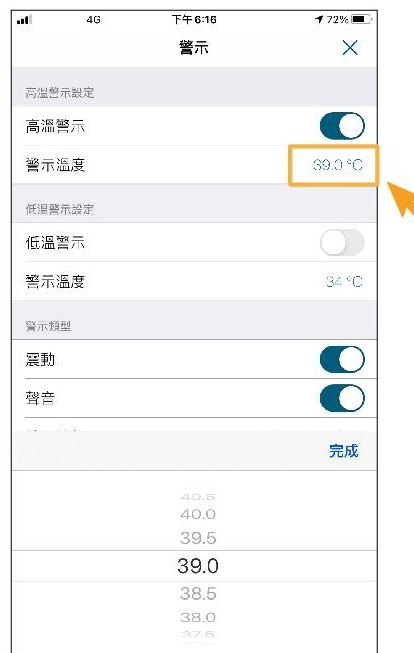 4G 下午 6:16 72%
警示
高溫警示設定
高溫警示
警示溫度 39.0 °C
低溫警示設定
低溫警示
警示溫度 34 °C
警示類型
震動
聲音
完成
40.5
40.0
39.5
39.0
38.5
38.0
37.5